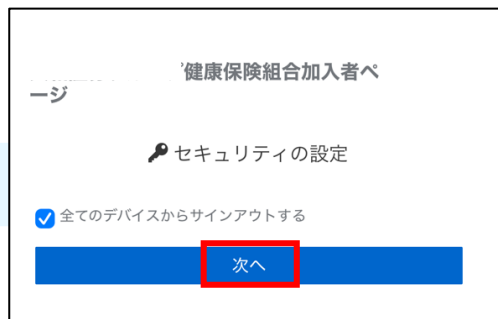 健康保険組合加入者ペ
ージ
セキュリティの設定
全てのデバイスからサインアウトする
次へ